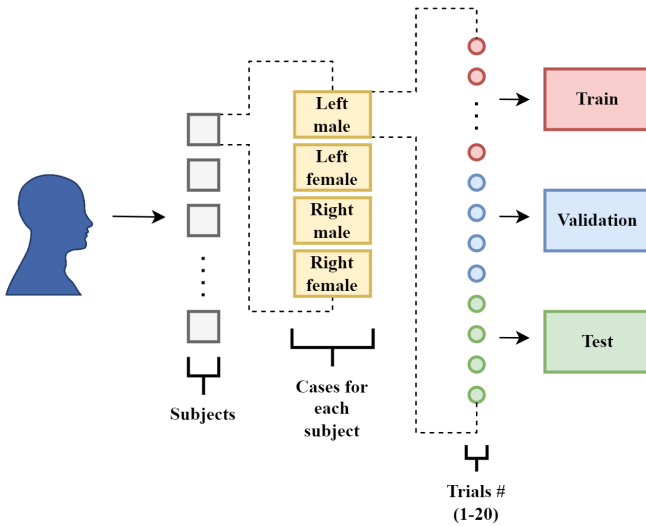 Left
male
Left
female
Right
male
Right
female
Train
Validation
Test
Subjects
Cases for
each
subject
Trials #
(1-20)